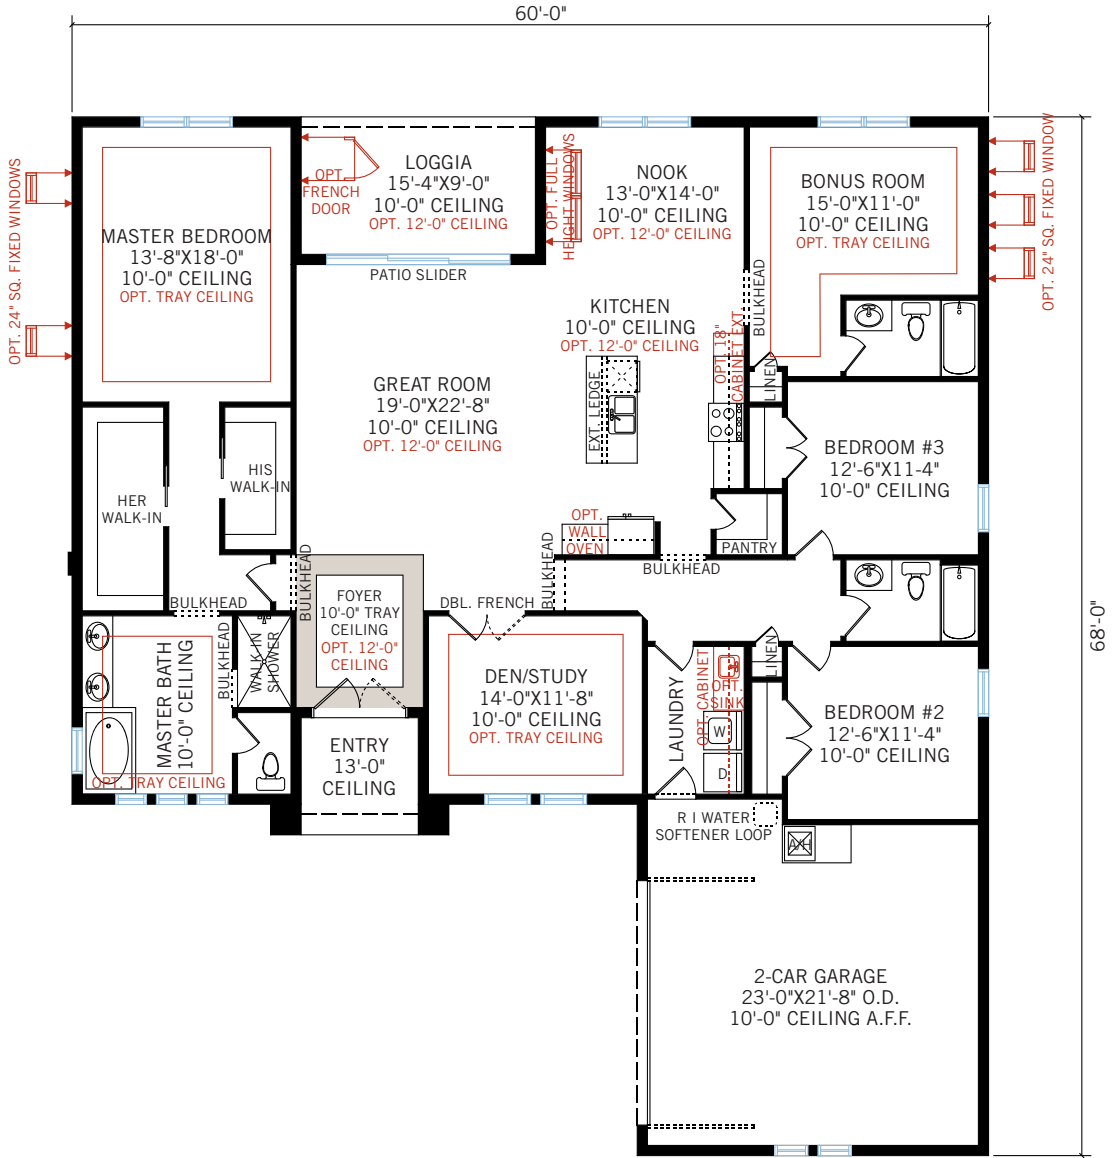 60'-0"
OPT. 24" SQ. FIXED WINDOWS
MASTER BEDROOM
13'-8"X18'-0"
10'-0" CEILING
OPT. TRAY CEILING
LOGGIA
15'-4"X9'-0"
10'-0" CEILING
OPT. 12'-0" CEILING
OPT.
FRENCH
DOOR
PATIO SLIDER
OPT. FULL
HEIGHT WINDOWS
NOOK
13'-0"X14'-0"
10'-0" CEILING
OPT. 12'-0" CEILING
BONUS ROOM
15'-0"X11'-0"
10'-0" CEILING
OPT. TRAY CEILING
OPT. 24" SQ. FIXED WINDOW
BULKHEAD
KITCHEN
10'-0" CEILING
OPT. 12'-0" CEILING
OPT. 18"
CABINET EXT.
LINEN
EXT. LEDGE
GREAT ROOM
19'-0"X22'-8"
10'-0" CEILING
OPT. 12'-0" CEILING
HIS
WALK-IN
HER
WALK-IN
BEDROOM #3
12'-6"X11-4"
10'-0" CEILING
OPT.
WALL
OVEN
PANTRY
BULKHEAD
BULKHEAD
BULKHEAD
BULKHEAD
FOYER
10'-0" TRAY
CEILING
OPT. 12'-0"
CEILING
DBL. FRENCH
68'-0"
MASTER BATH
10'-0" CEILING
OPT. TRAY CEILING
BULKHEAD
WALK-IN
SHOWER
DEN/STUDY
14'-0"X11'-8"
10'-0" CEILING
OPT. TRAY CEILING
LAUNDRY
OPT. CABINET
OPT.
SINK
W
D
LINEN
BEDROOM #2
12'-6"X11'-4"
10'-0" CEILING
ENTRY
13'-0"
CEILING
R I WATER
SOFTENER LOOP
A/H
2-CAR GARAGE
23'-0"X21'-8" O.D.
10'-0" CEILING A.F.F.